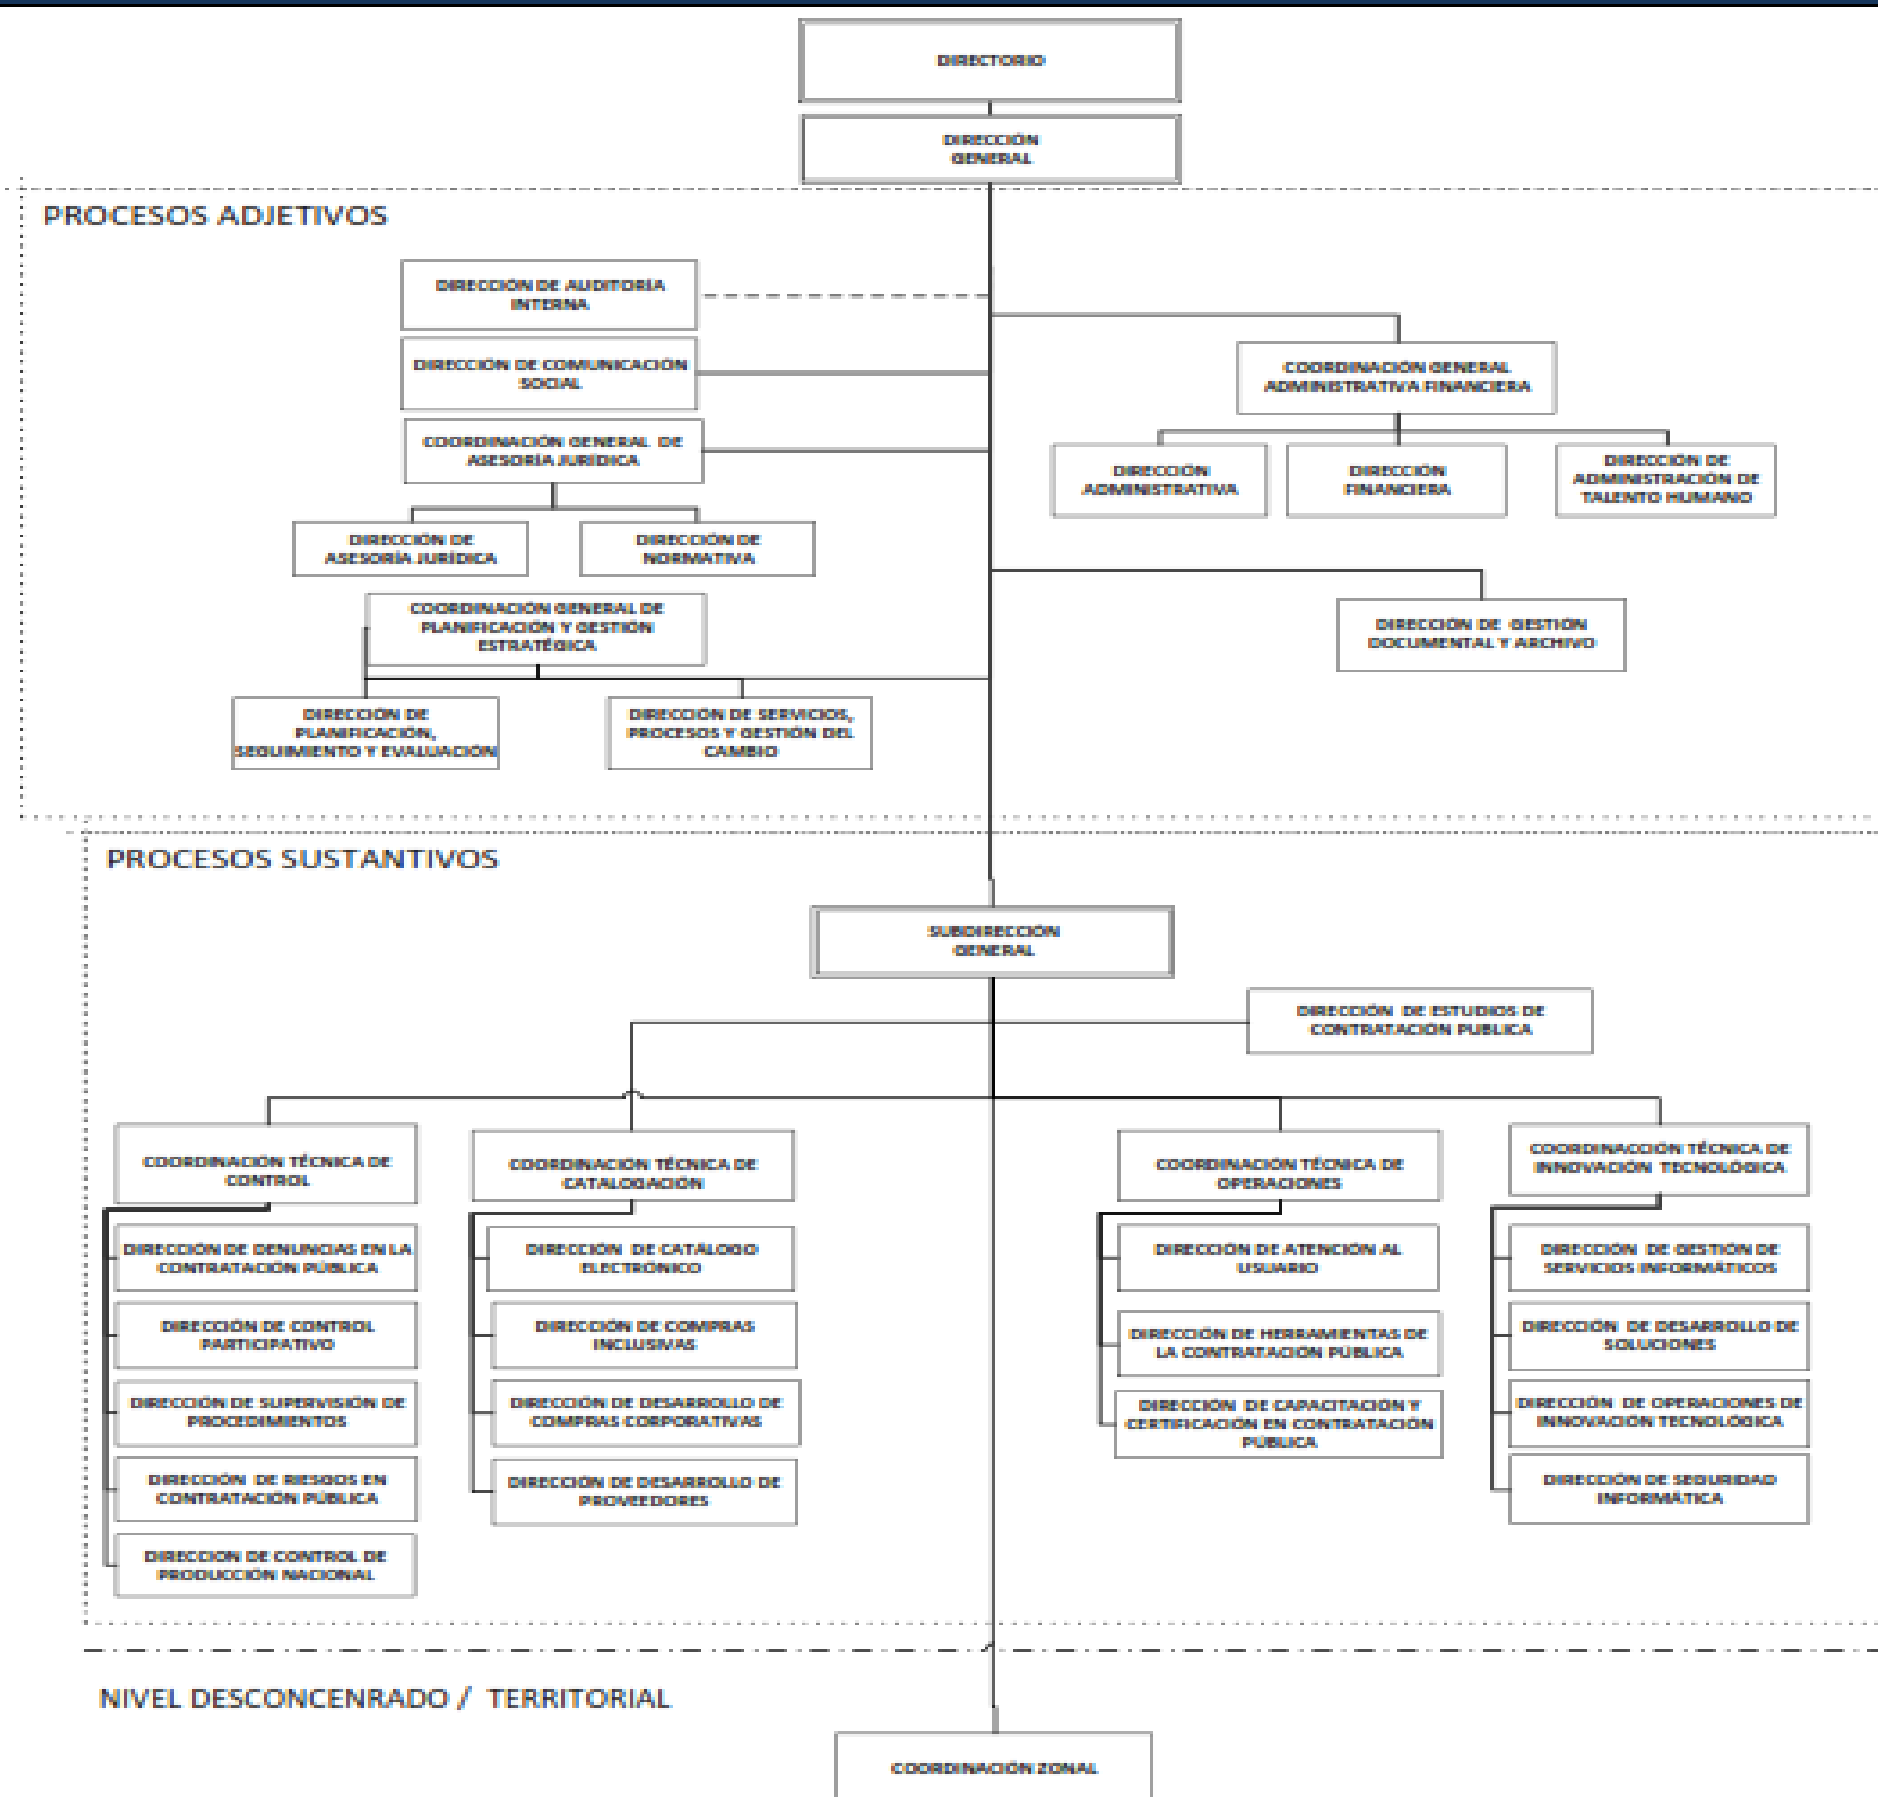 DIRECTORIO
DIRECCIÓN
GENERAL
PROCESOS ADJETIVOS
DIRECCIÓN DE AUDITORÍA
INTERNA
DIRECCIÓN DE COMUNICACIÓN
SOCIAL
COORDINACIÓN GENERAL DE
ASESORÍA JURÍDICA
DIRECCIÓN DE
ASESORÍA JURÍDICA
DIRECCIÓN DE
NORMATIVA
COORDINACIÓN GENERAL DE
PLANIFICACIÓN Y GESTIÓN
ESTRATÉGICA
DIRECCIÓN DE
PLANIFICACIÓN,
SEGUIMIENTO Y EVALUACIÓN
DIRECCIÓN DE SERVICIOS,
PROCESOS Y GESTIÓN DEL
CAMBIO
COORDINACIÓN GENERAL
ADMINISTRATIVA FINANCIERA
DIRECCIÓN
ADMINISTRATIVA
DIRECCIÓN
FINANCIERA
DIRECCIÓN DE
ADMINISTRACIÓN DE
TALENTO HUMANO
DIRECCIÓN DE GESTIÓN
DOCUMENTAL Y ARCHIVO
PROCESOS SUSTANTIVOS
SUBDIRECCIÓN
GENERAL
DIRECCIÓN DE ESTUDIOS DE
CONTRATACIÓN PUBLICA
COORDINACIÓN TÉCNICA DE
CONTROL
DIRECCIÓN DE DENUNCIAS EN LA
CONTRATACIÓN PÚBLICA
DIRECCIÓN DE CONTROL
PARTICIPATIVO
DIRECCIÓN DE SUPERVISIÓN DE
PROCEDIMIENTOS
DIRECCIÓN DE RIESGOS EN
CONTRATACIÓN PÚBLICA
DIRECCION DE CONTROL DE
PRODUCCIÓN NACIONAL
COORDINACIÓN TÉCNICA DE
CATALOGACIÓN
DIRECCIÓN DE CATÁLOGO
ELECTRÓNICO
DIRECCIÓN DE COMPRAS
INCLUSIVAS
DIRECCIÓN DE DESARROLLO DE
COMPRAS CORPORATIVAS
DIRECCIÓN DE DESARROLLO DE
PROVEEDORES
COORDINACIÓN TÉCNICA DE
OPERACIONES
DIRECCIÓN DE ATENCIÓN AL
USUARIO
DIRECCIÓN DE HERRAMIENTAS DE
LA CONTRATACIÓN PÚBLICA
DIRECCIÓN DE CAPACITACIÓN Y
CERTIFICACIÓN EN CONTRATACIÓN
PÚBLICA
COORDINACCIÓN TÉCNICA DE
INNOVACIÓN TECNOLÓGICA
DIRECCIÓN DE GESTIÓN DE
SERVICIOS INFORMÁTICOS
DIRECCIÓN DE DESARROLLO DE
SOLUCIONES
DIRECCIÓN DE OPERACIONES DE
INNOVACIÓN TECNOLÓGICA
DIRECCIÓN DE SEGURIDAD
INFORMÁTICA
NIVEL DESCONCENRADO / TERRITORIAL
COORDINACIÓN ZONAL